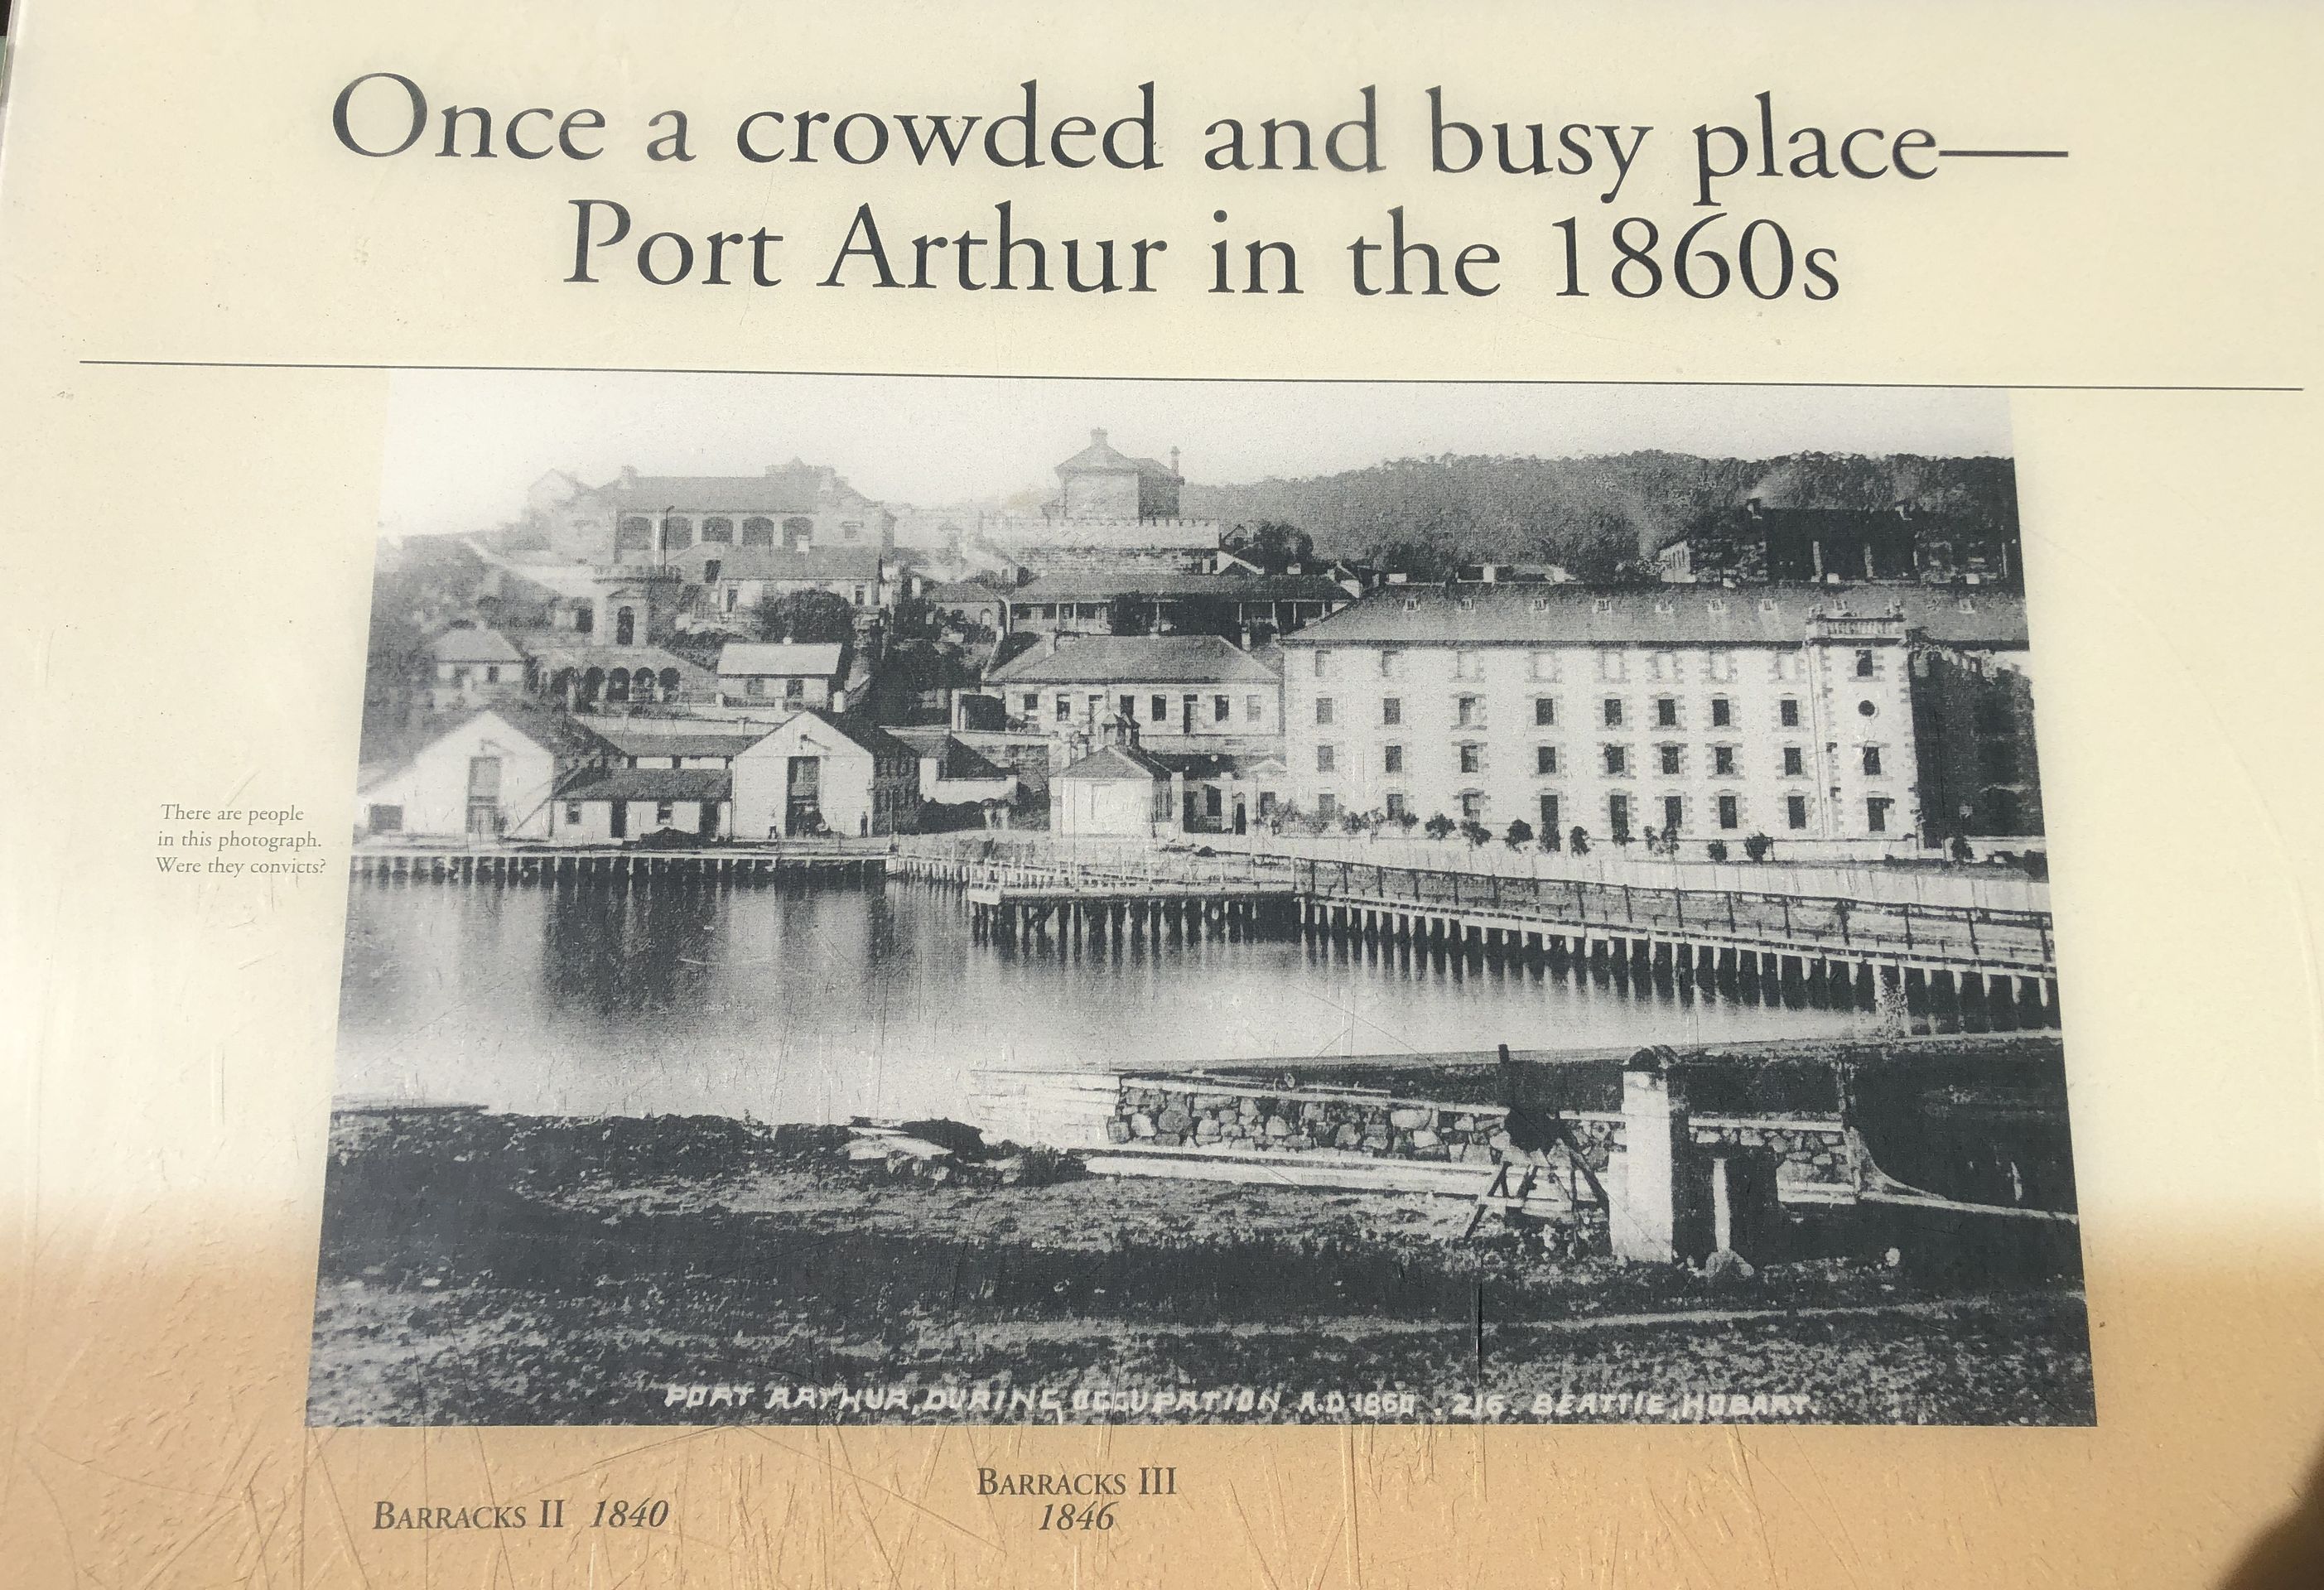 Once a crowded and busy place—
Port Arthur in the 1860s
There are people
in this photograph.
Were they convicts?
PORT ARTHUR, DURING OCCUPATION A.D. 1860 . 216. BEATTIE, HOBART.
BARRACKS II 1840
BARRACKS III
1846